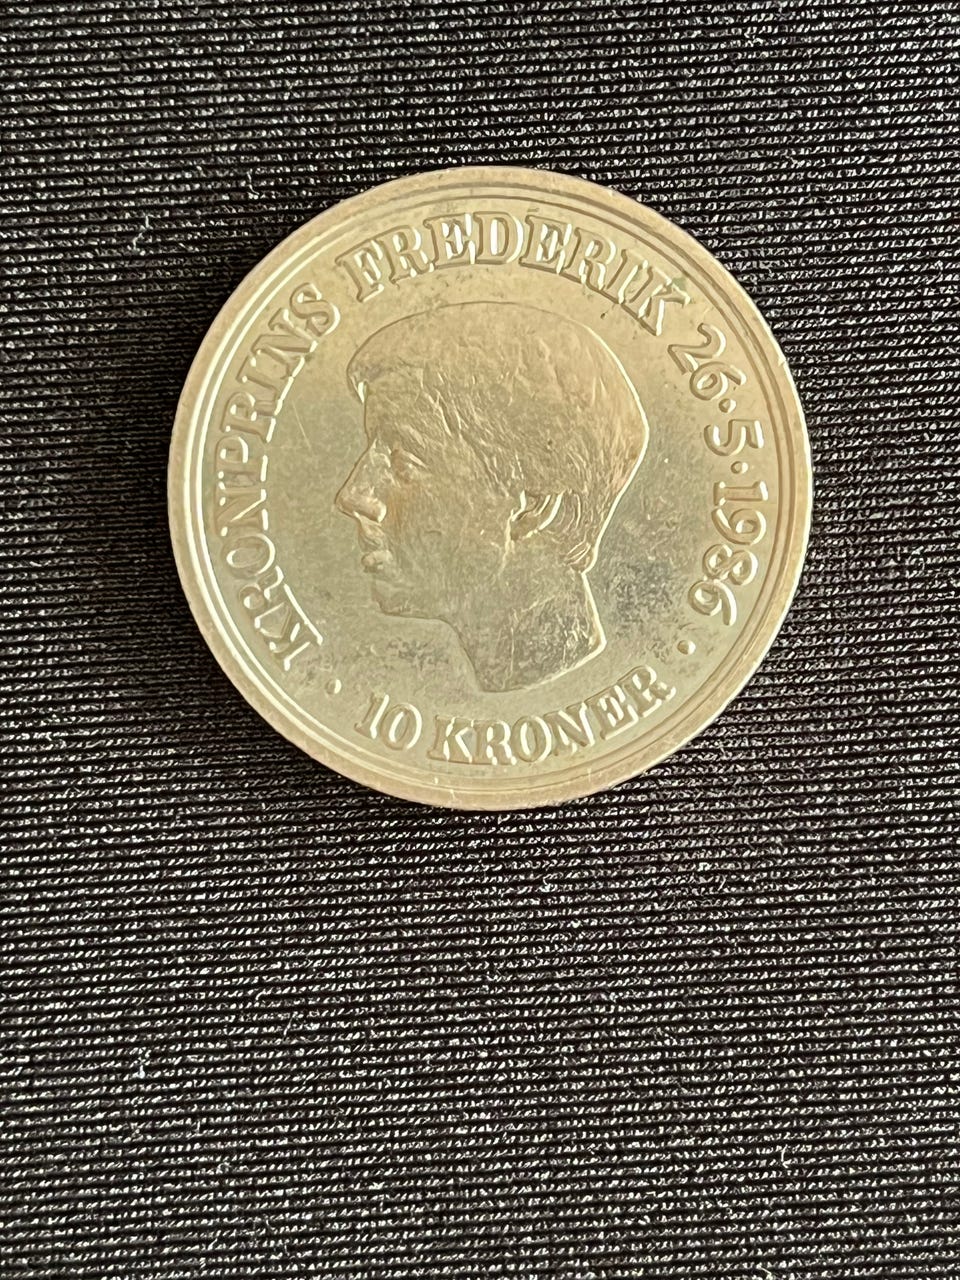 KRONPRINS FREDERIK 26·5·1986 ·
· 10 KRONER